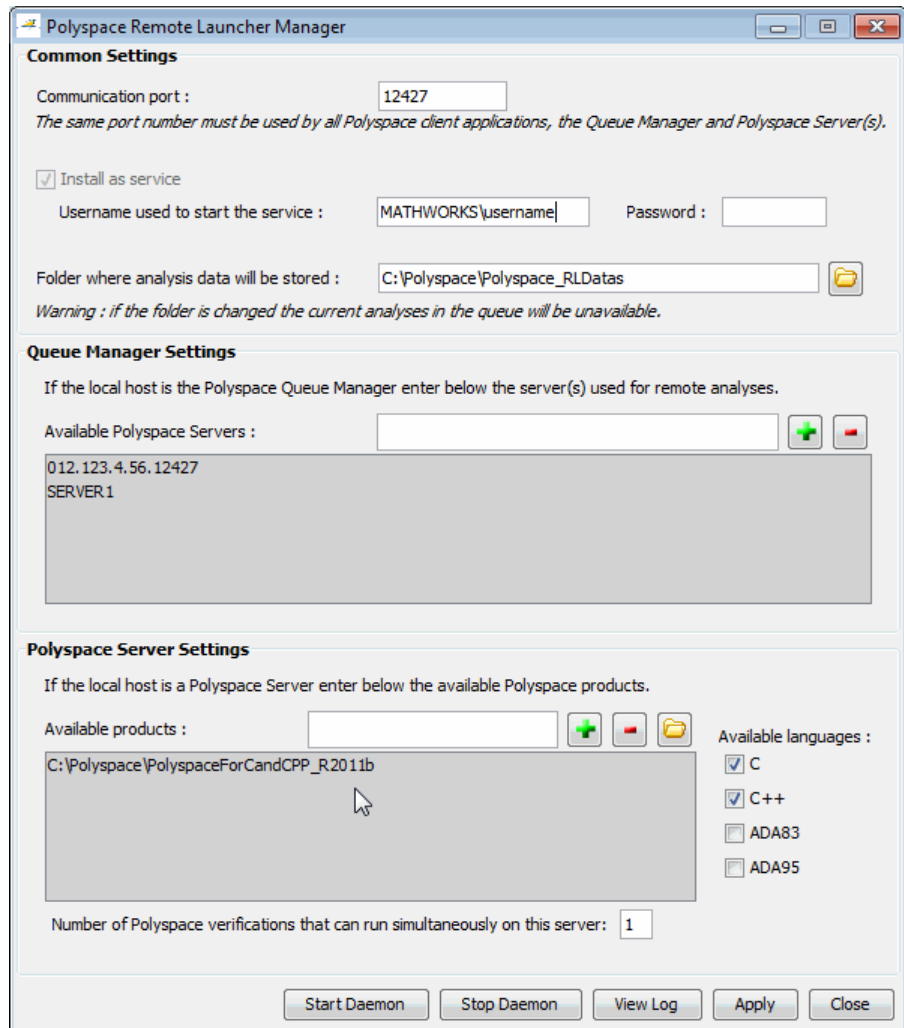 Polyspace Remote Launcher Manager
Common Settings
Communication port : 12427
The same port number must be used by all Polyspace client applications, the Queue Manager and Polyspace Server(s).
Install as service
Username used to start the service : MATHWORKS\username Password :
Folder where analysis data will be stored : C:\Polyspace\Polyspace_RLDatas
Warning : if the folder is changed the current analyses in the queue will be unavailable.
Queue Manager Settings
If the local host is the Polyspace Queue Manager enter below the server(s) used for remote analyses.
Available Polyspace Servers :
012.123.4.56.12427
SERVER1
Polyspace Server Settings
If the local host is a Polyspace Server enter below the available Polyspace products.
Available products :
Available languages :
C:\Polyspace\PolyspaceForCandCPP_R2011b
C
C++
ADA83
ADA95
Number of Polyspace verifications that can run simultaneously on this server: 1
Start Daemon Stop Daemon View Log Apply Close